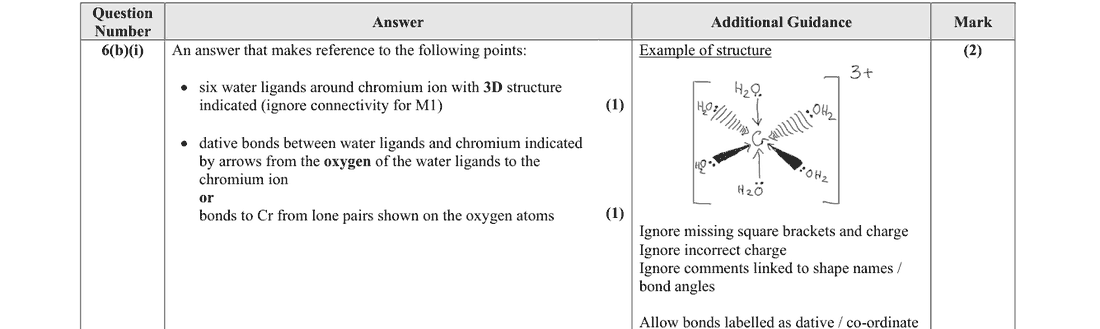 Question Number
Answer
Additional Guidance
Mark
6(b)(i)
An answer that makes reference to the following points:
• six water ligands around chromium ion with 3D structure
indicated (ignore connectivity for M1)
(1)
• dative bonds between water ligands and chromium indicated
by arrows from the oxygen of the water ligands to the
chromium ion
or
bonds to Cr from lone pairs shown on the oxygen atoms
(1)
Example of structure
3+
H₂O
H₂O
OH₂
Cr
H₂O
OH₂
H₂O
Ignore missing square brackets and charge
Ignore incorrect charge
Ignore comments linked to shape names /
bond angles
Allow bonds labelled as dative / co-ordinate
(2)